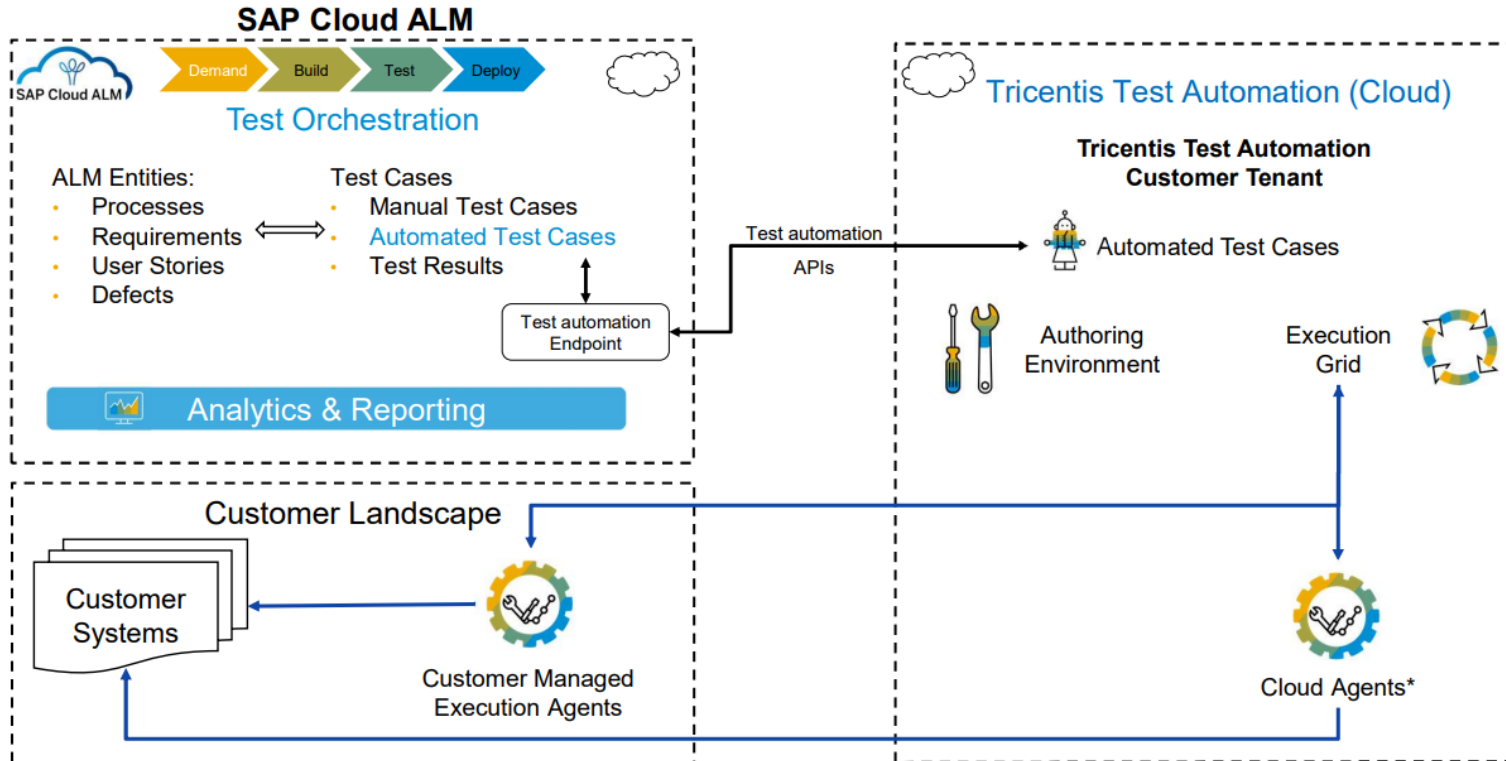 SAP Cloud ALM
SAP Cloud ALM
Demand
Build
Test
Deploy
Test Orchestration
ALM Entities:
• Processes
• Requirements
• User Stories
• Defects
Test Cases
• Manual Test Cases
• Automated Test Cases
• Test Results
Test automation
Endpoint
Analytics & Reporting
Test automation
APIs
Tricentis Test Automation (Cloud)
Tricentis Test Automation
Customer Tenant
Automated Test Cases
Authoring
Environment
Execution
Grid
Customer Landscape
Customer
Systems
Customer Managed
Execution Agents
Cloud Agents*